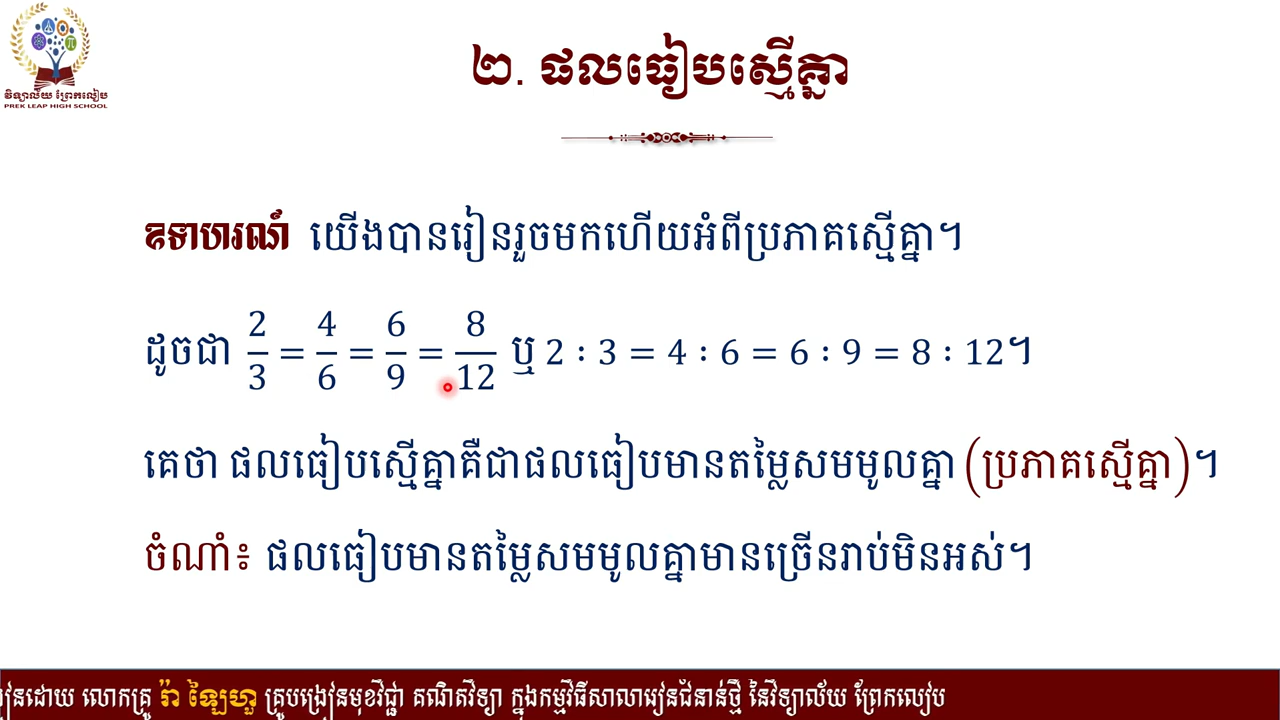 វិទ្យាល័យ ព្រែកលៀប
PREK LEAP HIGH SCHOOL
២. ផលធៀបស្មើគ្នា
ឧទាហរណ៍ យើងបានរៀនរួចមកហើយអំពីប្រភាគស្មើគ្នា។
ដូចជា 2/3 = 4/6 = 6/9 = 8/12 ឬ 2 : 3 = 4 : 6 = 6 : 9 = 8 : 12។
គេថា ផលធៀបស្មើគ្នាគឺជាផលធៀបមានតម្លៃសមមូលគ្នា (ប្រភាគស្មើគ្នា)។
ចំណាំ៖ ផលធៀបមានតម្លៃសមមូលគ្នាមានច្រើនរាប់មិនអស់។
ដោយ លោកគ្រូ រ៉ា ឡៃហួ គ្រូបង្រៀនមុខវិជ្ជា គណិតវិទ្យា ក្នុងកម្មវិធីសាលារៀនជំនាន់ថ្មី នៃវិទ្យាល័យ ព្រែកលៀប